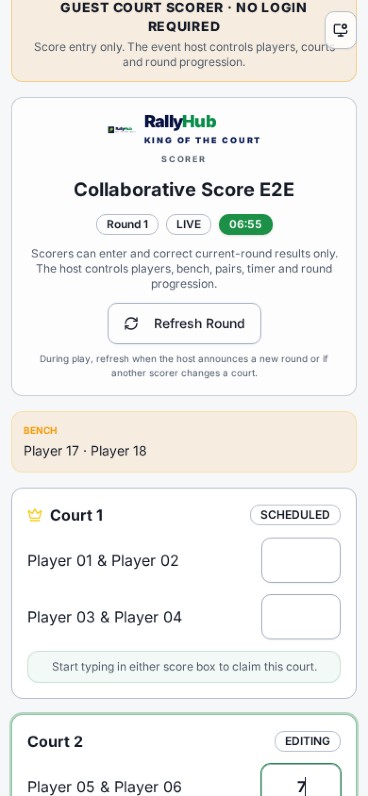 GUEST COURT SCORER · NO LOGIN
REQUIRED
Score entry only. The event host controls players, courts
and round progression.
RallyHub
RallyHub
KING OF THE COURT
SCORER
Collaborative Score E2E
Round 1
LIVE
06:55
Scorers can enter and correct current-round results only.
The host controls players, bench, pairs, timer and round
progression.
Refresh Round
During play, refresh when the host announces a new round or if
another scorer changes a court.
BENCH
Player 17 · Player 18
Court 1
SCHEDULED
Player 01 & Player 02
Player 03 & Player 04
Start typing in either score box to claim this court.
Court 2
EDITING
Player 05 & Player 06
7